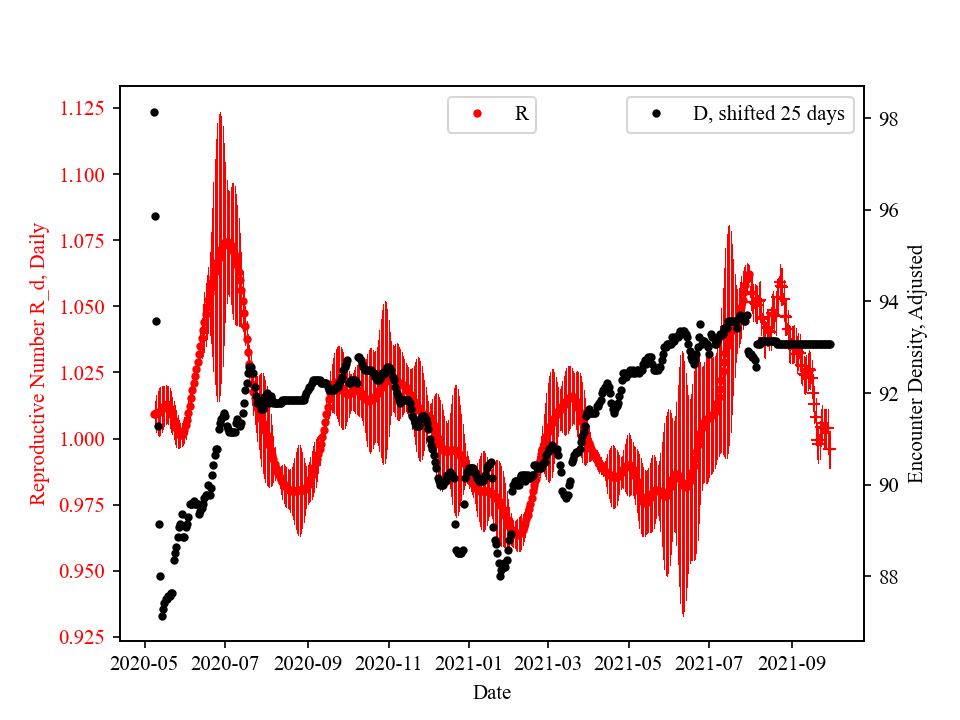 R
D, shifted 25 days
Reproductive Number R_d, Daily
1.125
1.100
1.075
1.050
1.025
1.000
0.975
0.950
0.925
98
96
94
92
90
88
Encounter Density, Adjusted
2020-05 2020-07 2020-09 2020-11 2021-01 2021-03 2021-05 2021-07 2021-09
Date